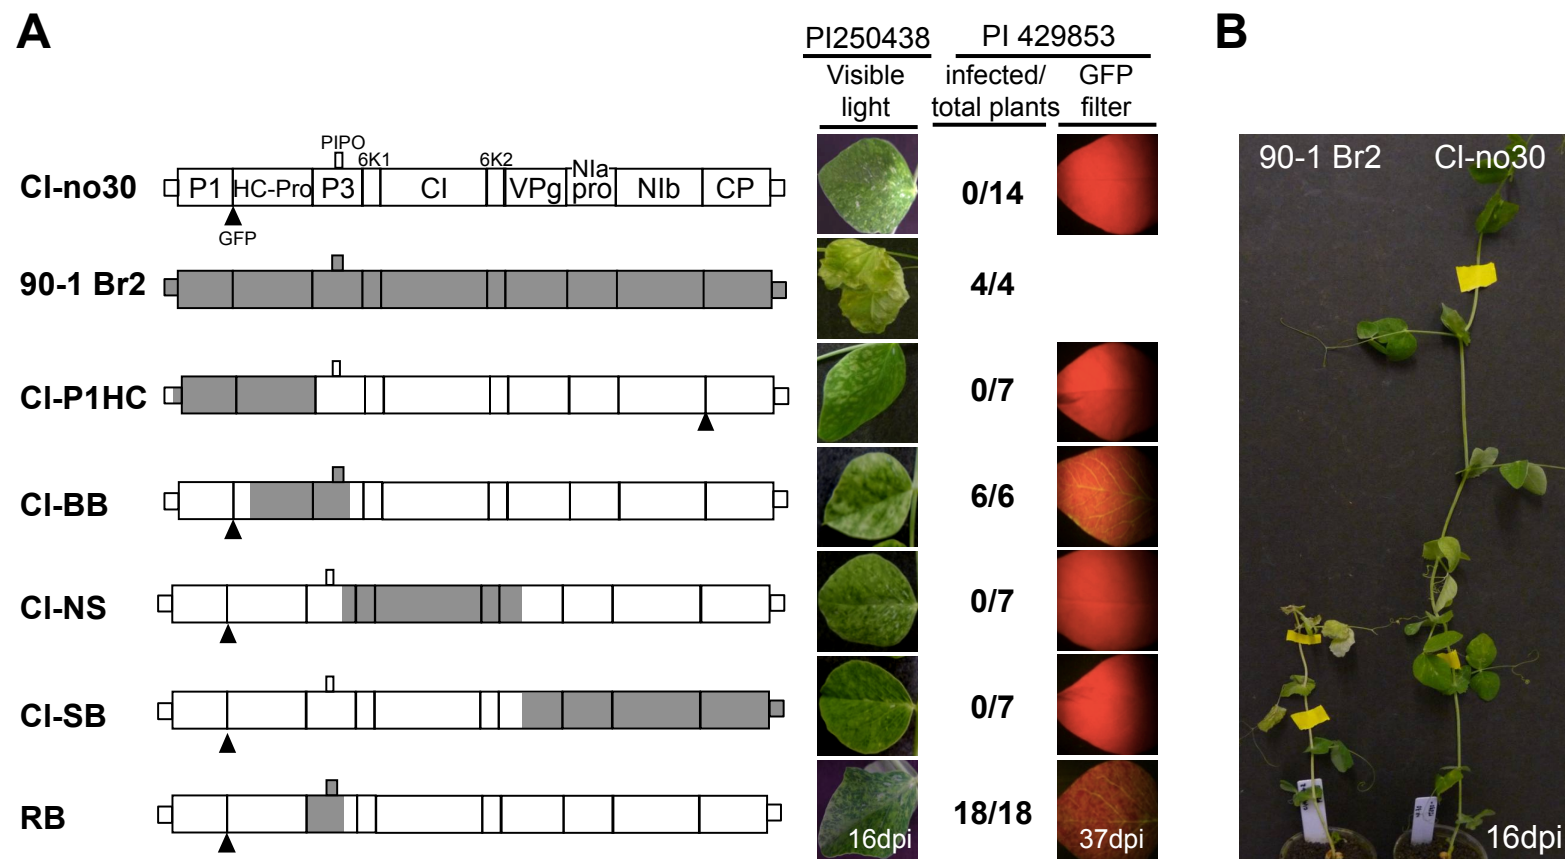 A
B
PI250438
PI 429853
Visible
light
infected/
total plants
GFP
filter
PIPO
6K1
6K2
Cl-no30
P1
HC-Pro
P3
CI
VPg
NIa
pro
NIb
CP
GFP
0/14
90-1 Br2
4/4
CI-P1HC
0/7
CI-BB
6/6
CI-NS
0/7
CI-SB
0/7
RB
16dpi
18/18
37dpi
90-1 Br2
Cl-no30
16dpi